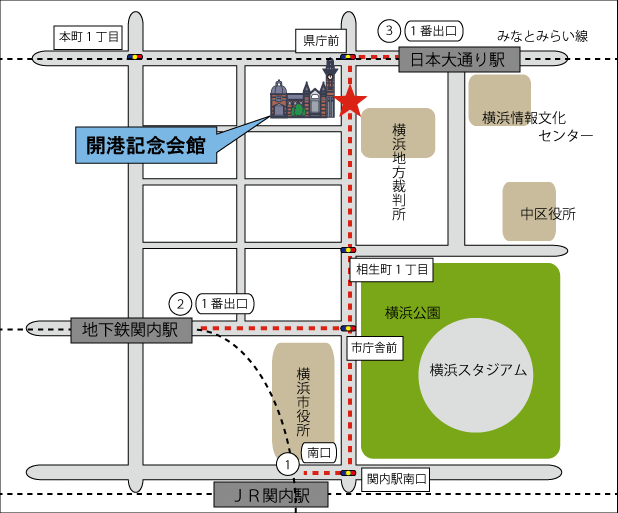 本町1丁目
県庁前
3
1番出口
みなとみらい線
日本大通り駅
開港記念会館
横浜地方裁判所
横浜情報文化
センター
中区役所
相生町1丁目
2
1番出口
地下鉄関内駅
横浜公園
市庁舎前
横浜スタジアム
横浜市役所
南口
1
関内駅南口
JR関内駅